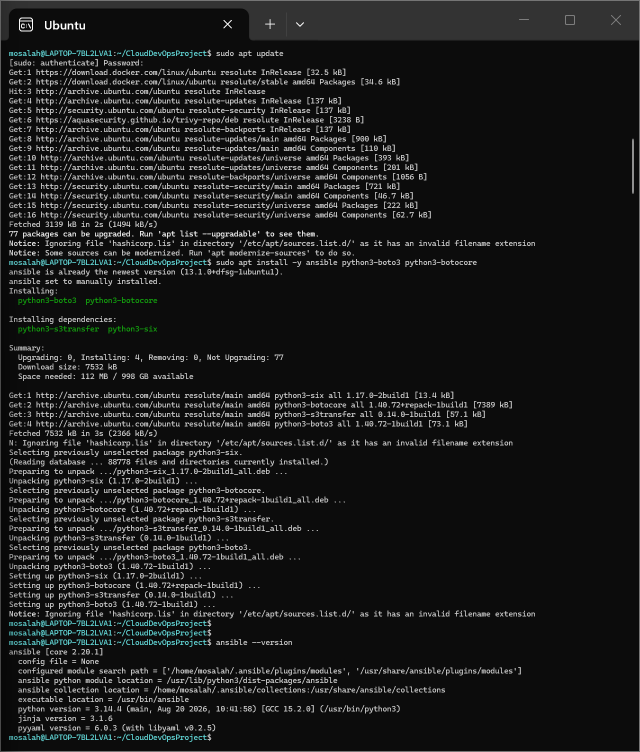 Ubuntu
mosalah@LAPTOP-7BL2LVA1:~/CloudDevOpsProject$ sudo apt update
[sudo: authenticate] Password:
Get:1 https://download.docker.com/linux/ubuntu resolute InRelease [32.5 kB]
Get:2 https://download.docker.com/linux/ubuntu resolute/stable amd64 Packages [34.6 kB]
Hit:3 http://archive.ubuntu.com/ubuntu resolute InRelease
Get:4 http://archive.ubuntu.com/ubuntu resolute-updates InRelease [137 kB]
Get:5 http://security.ubuntu.com/ubuntu resolute-security InRelease [137 kB]
Get:6 https://aquasecurity.github.io/trivy-repo/deb resolute InRelease [3238 B]
Get:7 http://archive.ubuntu.com/ubuntu resolute-backports InRelease [137 kB]
Get:8 http://archive.ubuntu.com/ubuntu resolute-updates/main amd64 Packages [900 kB]
Get:9 http://archive.ubuntu.com/ubuntu resolute-updates/main amd64 Components [110 kB]
Get:10 http://archive.ubuntu.com/ubuntu resolute-updates/universe amd64 Packages [393 kB]
Get:11 http://archive.ubuntu.com/ubuntu resolute-updates/universe amd64 Components [201 kB]
Get:12 http://archive.ubuntu.com/ubuntu resolute-backports/universe amd64 Components [1056 B]
Get:13 http://security.ubuntu.com/ubuntu resolute-security/main amd64 Packages [721 kB]
Get:14 http://security.ubuntu.com/ubuntu resolute-security/main amd64 Components [46.7 kB]
Get:15 http://security.ubuntu.com/ubuntu resolute-security/universe amd64 Packages [222 kB]
Get:16 http://security.ubuntu.com/ubuntu resolute-security/universe amd64 Components [62.7 kB]
Fetched 3139 kB in 2s (1494 kB/s)
77 packages can be upgraded. Run 'apt list --upgradable' to see them.
Notice: Ignoring file 'hashicorp.lis' in directory '/etc/apt/sources.list.d/' as it has an invalid filename extension
Notice: Some sources can be modernized. Run 'apt modernize-sources' to do so.
mosalah@LAPTOP-7BL2LVA1:~/CloudDevOpsProject$ sudo apt install -y ansible python3-boto3 python3-botocore
ansible is already the newest version (13.1.0+dfsg-1ubuntu1).
ansible set to manually installed.
Installing:
python3-boto3 python3-botocore
Installing dependencies:
python3-s3transfer python3-six
Summary:
Upgrading: 0, Installing: 4, Removing: 0, Not Upgrading: 77
Download size: 7532 kB
Space needed: 112 MB / 998 GB available
Get:1 http://archive.ubuntu.com/ubuntu resolute/main amd64 python3-six all 1.17.0-2build1 [13.4 kB]
Get:2 http://archive.ubuntu.com/ubuntu resolute/main amd64 python3-botocore all 1.40.72+repack-1build1 [7389 kB]
Get:3 http://archive.ubuntu.com/ubuntu resolute/main amd64 python3-s3transfer all 0.14.0-1build1 [57.1 kB]
Get:4 http://archive.ubuntu.com/ubuntu resolute/main amd64 python3-boto3 all 1.40.72-1build1 [73.1 kB]
Fetched 7532 kB in 3s (2366 kB/s)
N: Ignoring file 'hashicorp.lis' in directory '/etc/apt/sources.list.d/' as it has an invalid filename extension
Selecting previously unselected package python3-six.
(Reading database ... 88778 files and directories currently installed.)
Preparing to unpack .../python3-six_1.17.0-2build1_all.deb ...
Unpacking python3-six (1.17.0-2build1) ...
Selecting previously unselected package python3-botocore.
Preparing to unpack .../python3-botocore_1.40.72+repack-1build1_all.deb ...
Unpacking python3-botocore (1.40.72+repack-1build1) ...
Selecting previously unselected package python3-s3transfer.
Preparing to unpack .../python3-s3transfer_0.14.0-1build1_all.deb ...
Unpacking python3-s3transfer (0.14.0-1build1) ...
Selecting previously unselected package python3-boto3.
Preparing to unpack .../python3-boto3_1.40.72-1build1_all.deb ...
Unpacking python3-boto3 (1.40.72-1build1) ...
Setting up python3-six (1.17.0-2build1) ...
Setting up python3-botocore (1.40.72+repack-1build1) ...
Setting up python3-s3transfer (0.14.0-1build1) ...
Setting up python3-boto3 (1.40.72-1build1) ...
Notice: Ignoring file 'hashicorp.lis' in directory '/etc/apt/sources.list.d/' as it has an invalid filename extension
mosalah@LAPTOP-7BL2LVA1:~/CloudDevOpsProject$
mosalah@LAPTOP-7BL2LVA1:~/CloudDevOpsProject$
mosalah@LAPTOP-7BL2LVA1:~/CloudDevOpsProject$ ansible --version
ansible [core 2.20.1]
config file = None
configured module search path = ['/home/mosalah/.ansible/plugins/modules', '/usr/share/ansible/plugins/modules']
ansible python module location = /usr/lib/python3/dist-packages/ansible
ansible collection location = /home/mosalah/.ansible/collections:/usr/share/ansible/collections
executable location = /usr/bin/ansible
python version = 3.14.4 (main, Aug 20 2026, 10:41:58) [GCC 15.2.0] (/usr/bin/python3)
jinja version = 3.1.6
pyyaml version = 6.0.3 (with libyaml v0.2.5)
mosalah@LAPTOP-7BL2LVA1:~/CloudDevOpsProject$